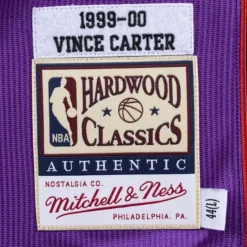 1999-00
VINCE CARTER
NBA
HARDWOOD
CLASSICS
AUTHENTIC
NOSTALGIA CO.
Mitchell & Ness
PHILADELPHIA, PA.
44(L)